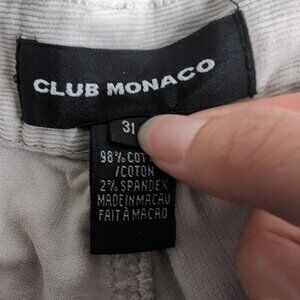 CLUB MONACO
31
98% COT
/COTON
2% SPANDEX
MADE IN MACAU
FAIT À MACAO